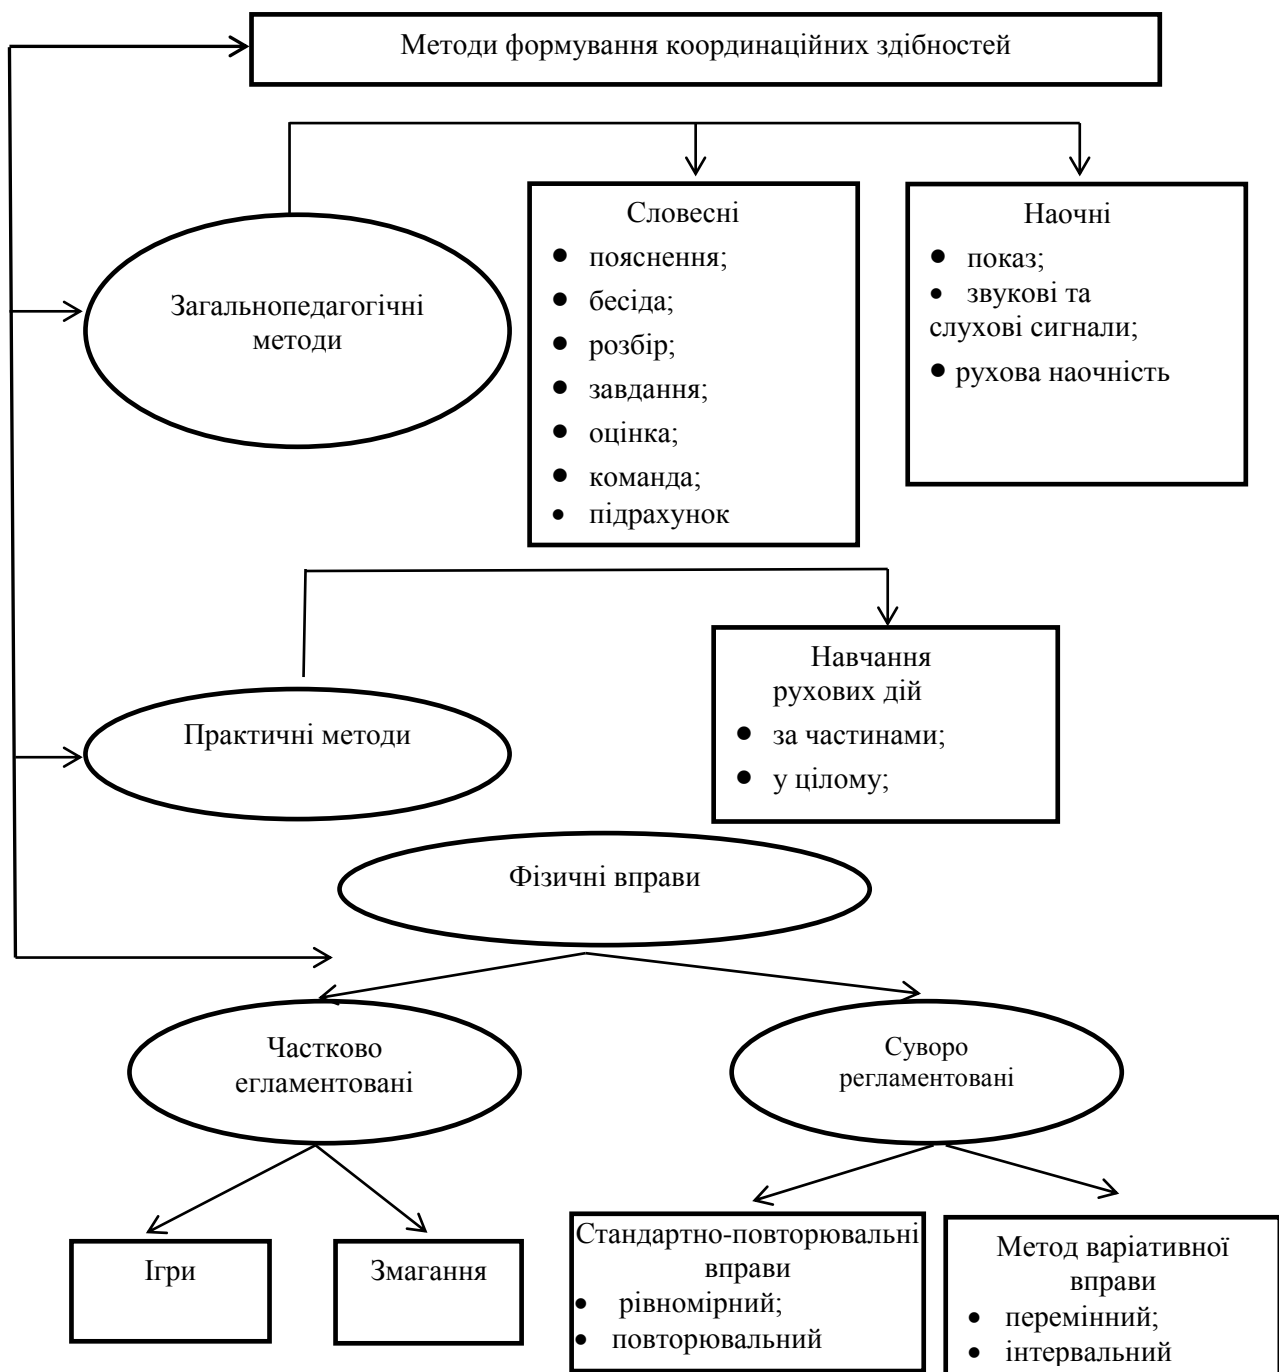 Методи формування координаційних здібностей
Загальнопедагогічні
методи
Словесні
● пояснення;
● бесіда;
● розбір;
● завдання;
● оцінка;
● команда;
● підрахунок
Наочні
● показ;
● звукові та
слухові сигнали;
● рухова наочність
Практичні методи
Навчання
рухових дій
● за частинами;
● у цілому;
Фізичні вправи
Частково
егламентовані
Суворо
регламентовані
Ігри
Змагання
Стандартно-повторювальні
вправи
● рівномірний;
● повторювальний
Метод варіативної
вправи
● перемінний;
● інтервальний